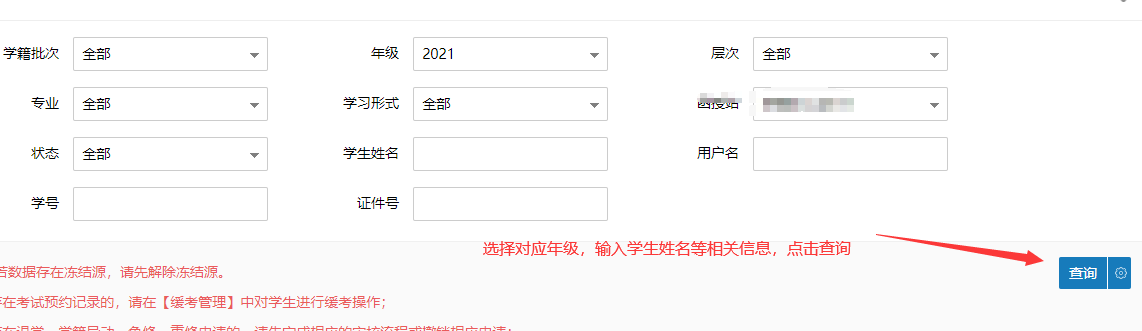 学籍批次 全部 年级 2021 层次 全部
专业 全部 学习形式 全部 函授站
状态 全部 学生姓名 用户名
学号 证件号
选择对应年级，输入学生姓名等相关信息，点击查询
查询
若数据存在冻结源，请先解除冻结源。
存在考试预约记录的，请在【缓考管理】中对学生进行缓考操作；